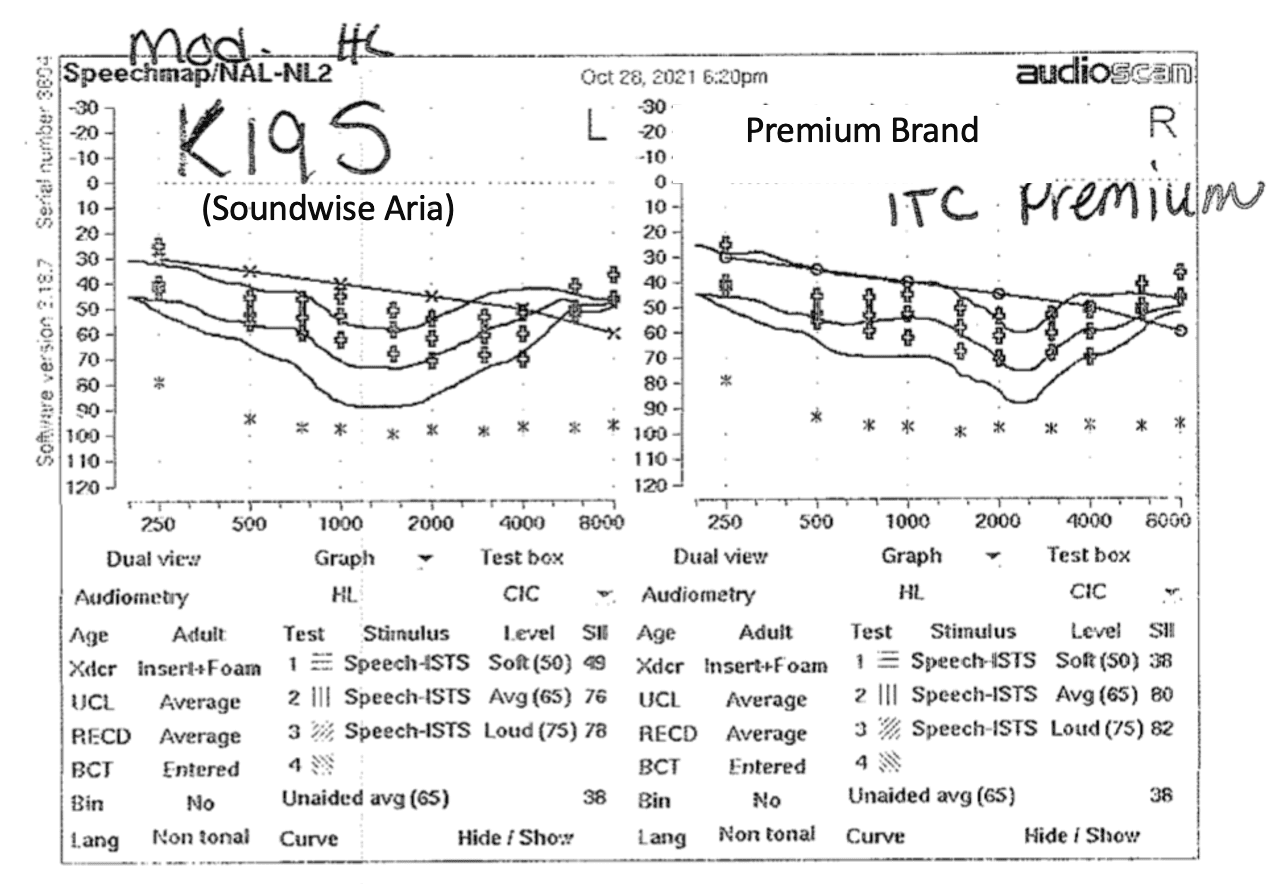 Mod. HL
Speechmap/NAL-NL2 Oct 28, 2021 6:20pm audioscan
Software version 3.18.7 Serial number 3804
K19S L Premium Brand R
(Soundwise Aria) ITC Premium
-30 -30
-20 -20
-10 -10
0 0
10 10
20 20
30 30
40 40
50 50
60 60
70 70
80 80
90 90
100 100
110 110
120 120
250 500 1000 2000 4000 8000 250 500 1000 2000 4000 8000
Dual view Graph Test box Dual view Graph Test box
Audiometry HL CIC Audiometry HL CIC
Age Adult Test Stimulus Level SII Age Adult Test Stimulus Level SII
Xdcr Insert+Foam 1 Speech-ISTS Soft (50) 49 Xdcr Insert+Foam 1 Speech-ISTS Soft (50) 38
UCL Average 2 Speech-ISTS Avg (65) 76 UCL Average 2 Speech-ISTS Avg (65) 80
RECD Average 3 Speech-ISTS Loud (75) 78 RECD Average 3 Speech-ISTS Loud (75) 82
BCT Entered 4 BCT Entered 4
Bin No Unaided avg (65) 38 Bin No Unaided avg (65) 38
Lang Non tonal Curve Hide / Show Lang Non tonal Curve Hide / Show